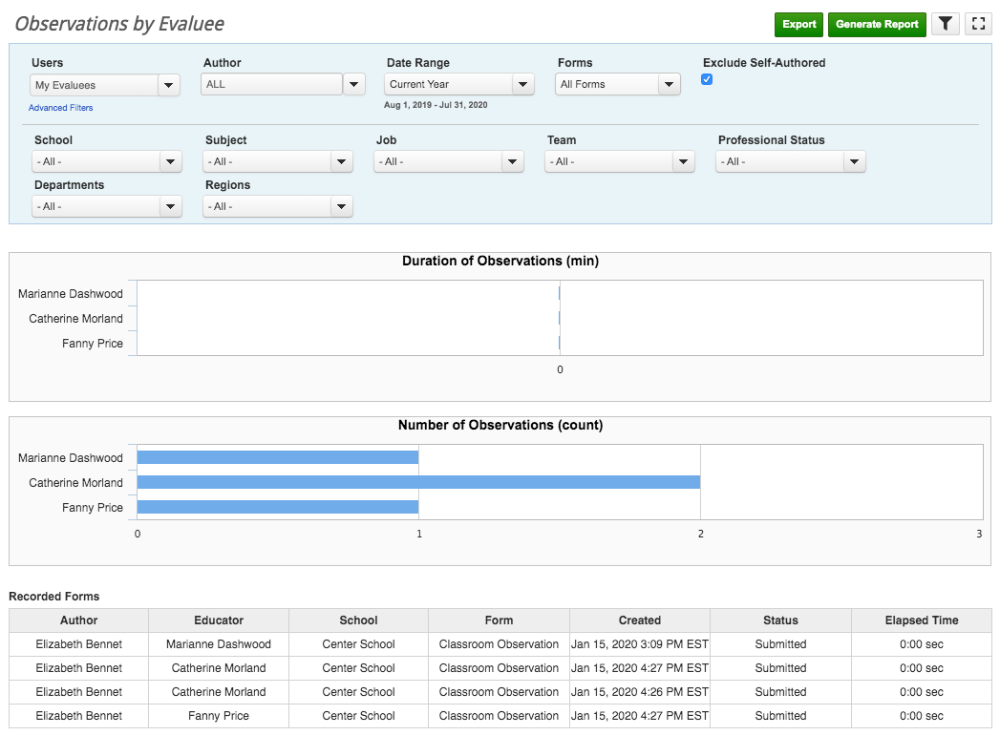 Observations by Evaluee
Export Generate Report
Users Author Date Range Forms Exclude Self-Authored
My Evaluees ALL Current Year All Forms
Advanced Filters Aug 1, 2019 - Jul 31, 2020
School Subject Job Team Professional Status
- All - - All - - All - - All - - All -
Departments Regions
- All - - All -
Duration of Observations (min)
Marianne Dashwood
Catherine Morland
Fanny Price
0
Number of Observations (count)
Marianne Dashwood
Catherine Morland
Fanny Price
0 1 2 3
Recorded Forms
Author Educator School Form Created Status Elapsed Time
Elizabeth Bennet Marianne Dashwood Center School Classroom Observation Jan 15, 2020 3:09 PM EST Submitted 0:00 sec
Elizabeth Bennet Catherine Morland Center School Classroom Observation Jan 15, 2020 4:27 PM EST Submitted 0:00 sec
Elizabeth Bennet Catherine Morland Center School Classroom Observation Jan 15, 2020 4:26 PM EST Submitted 0:00 sec
Elizabeth Bennet Fanny Price Center School Classroom Observation Jan 15, 2020 4:27 PM EST Submitted 0:00 sec